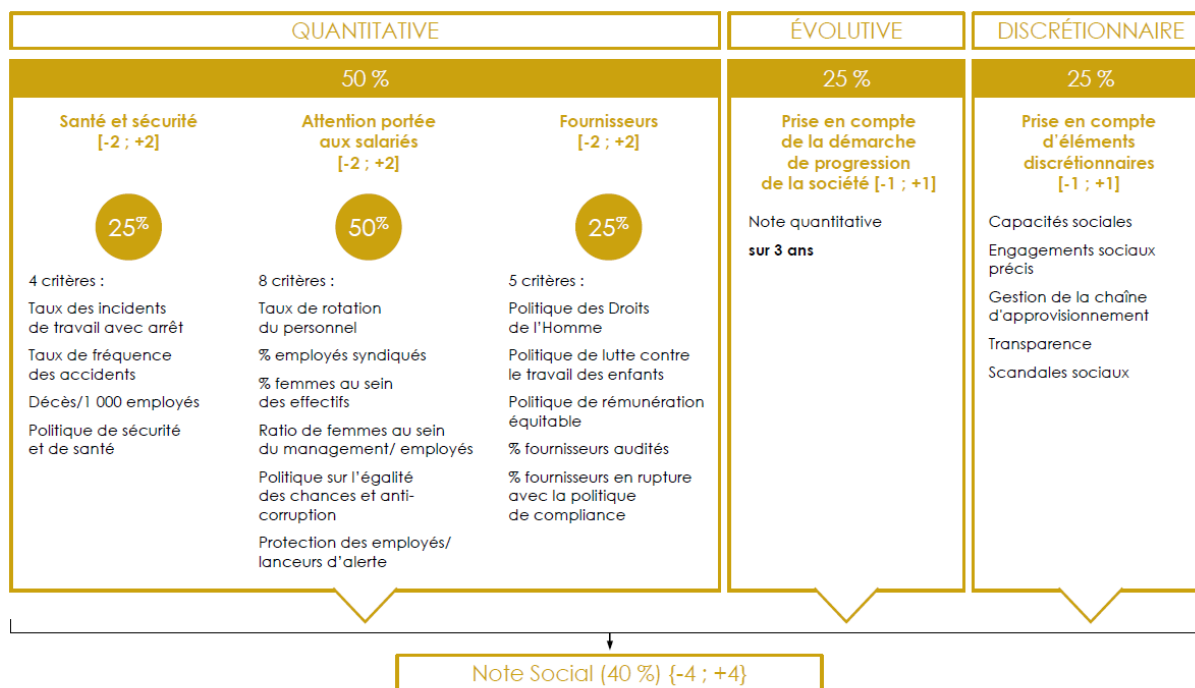 QUANTITATIVE
50 %
Santé et sécurité
[-2 ; +2]
25%
4 critères :
Taux des incidents
de travail avec arrêt
Taux de fréquence
des accidents
Décès/1 000 employés
Politique de sécurité
et de santé
Attention portée
aux salariés
[-2 ; +2]
50%
8 critères :
Taux de rotation
du personnel
% employés syndiqués
% femmes au sein
des effectifs
Ratio de femmes au sein
du management/ employés
Politique sur l’égalité
des chances et anti-
corruption
Protection des employés/
lanceurs d’alerte
Fournisseurs
[-2 ; +2]
25%
5 critères :
Politique des Droits
de l’Homme
Politique de lutte contre
le travail des enfants
Politique de rémunération
équitable
% fournisseurs audités
% fournisseurs en rupture
avec la politique
de compliance
ÉVOLUTIVE
25 %
Prise en compte
de la démarche
de progression
de la société [-1 ; +1]
Note quantitative
sur 3 ans
DISCRÉTIONNAIRE
25 %
Prise en compte
d’éléments
discrétionnaires
[-1 ; +1]
Capacités sociales
Engagements sociaux
précis
Gestion de la chaîne
d'approvisionnement
Transparence
Scandales sociaux
Note Social (40 %) {-4 ; +4}